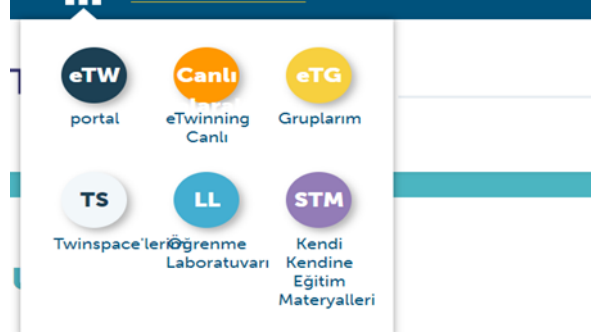 eTW
Canlı
eTG
portal
eTwinning
Canlı
Gruplarım
TS
LL
STM
Twinspace'lerim
Öğrenme
Laboratuvarı
Kendi
Kendine
Eğitim
Materyalleri